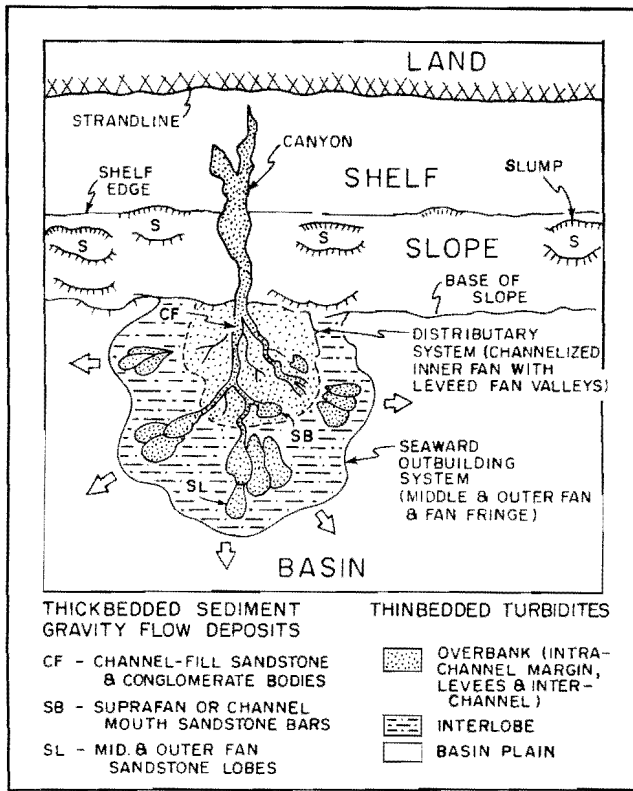 LAND
STRANDLINE
CANYON
SHELF
EDGE
SHELF
SLUMP
S
S
S
S
SLOPE
BASE OF
SLOPE
CF
DISTRIBUTARY
SYSTEM (CHANNELIZED
INNER FAN WITH
LEVEED FAN VALLEYS)
SB
SEAWARD
OUTBUILDING
SYSTEM
(MIDDLE & OUTER FAN
& FAN FRINGE)
SL
BASIN
THICKBEDDED SEDIMENT
GRAVITY FLOW DEPOSITS
CF - CHANNEL-FILL SANDSTONE
& CONGLOMERATE BODIES
SB - SUPRAFAN OR CHANNEL
MOUTH SANDSTONE BARS
SL - MID. & OUTER FAN
SANDSTONE LOBES
THINBEDDED TURBIDITES
OVERBANK (INTRA-
CHANNEL MARGIN,
LEVEES & INTER-
CHANNEL)
INTERLOBE
BASIN PLAIN